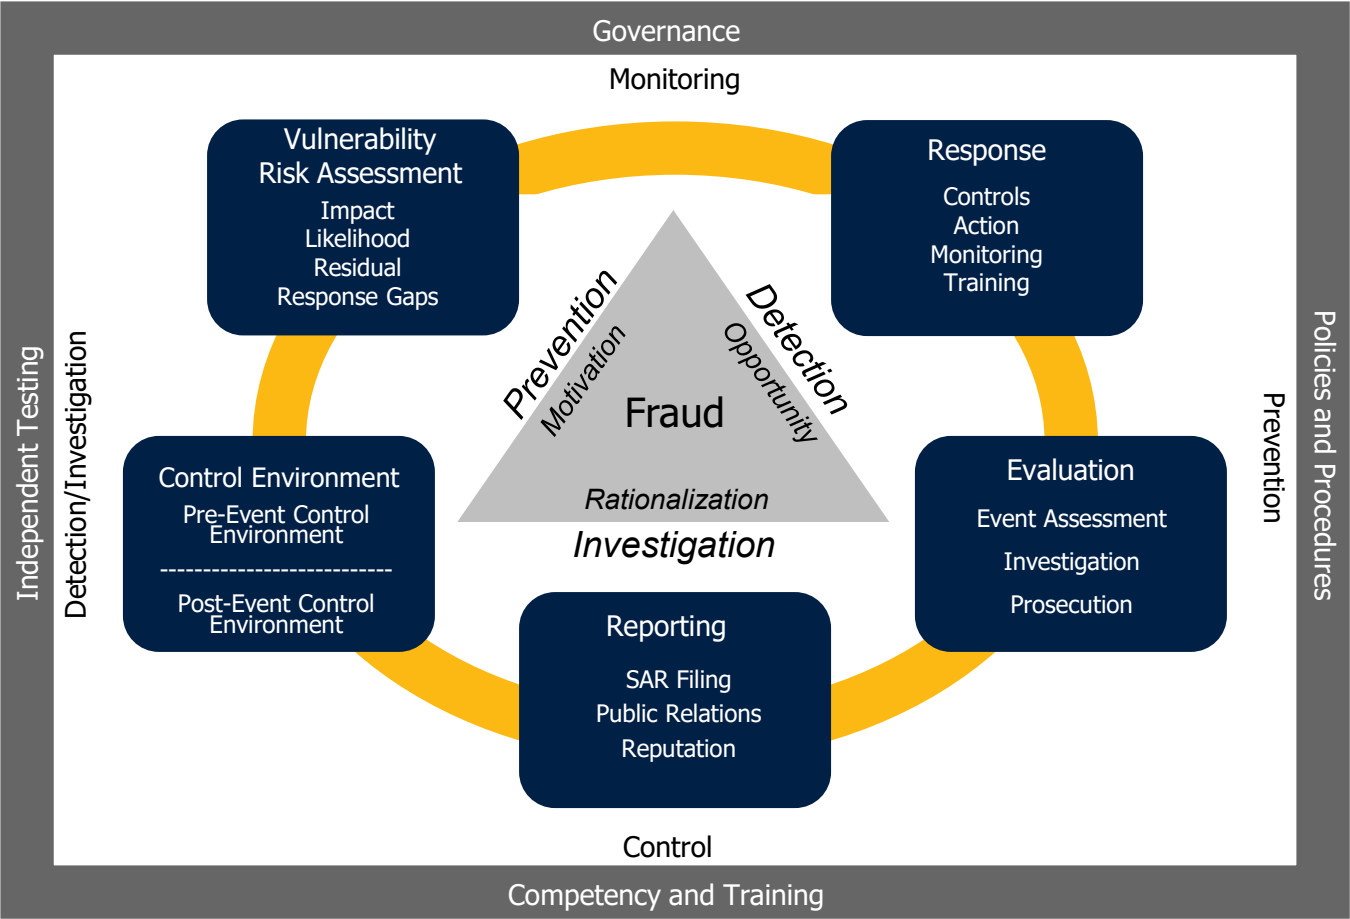 Governance
Monitoring
Vulnerability
Risk Assessment
Impact
Likelihood
Residual
Response Gaps
Response
Controls
Action
Monitoring
Training
Prevention
Motivation
Detection
Opportunity
Fraud
Rationalization
Investigation
Independent Testing
Detection/Investigation
Prevention
Policies and Procedures
Control Environment
Pre-Event Control
Environment
---------------------------
Post-Event Control
Environment
Evaluation
Event Assessment
Investigation
Prosecution
Reporting
SAR Filing
Public Relations
Reputation
Control
Competency and Training